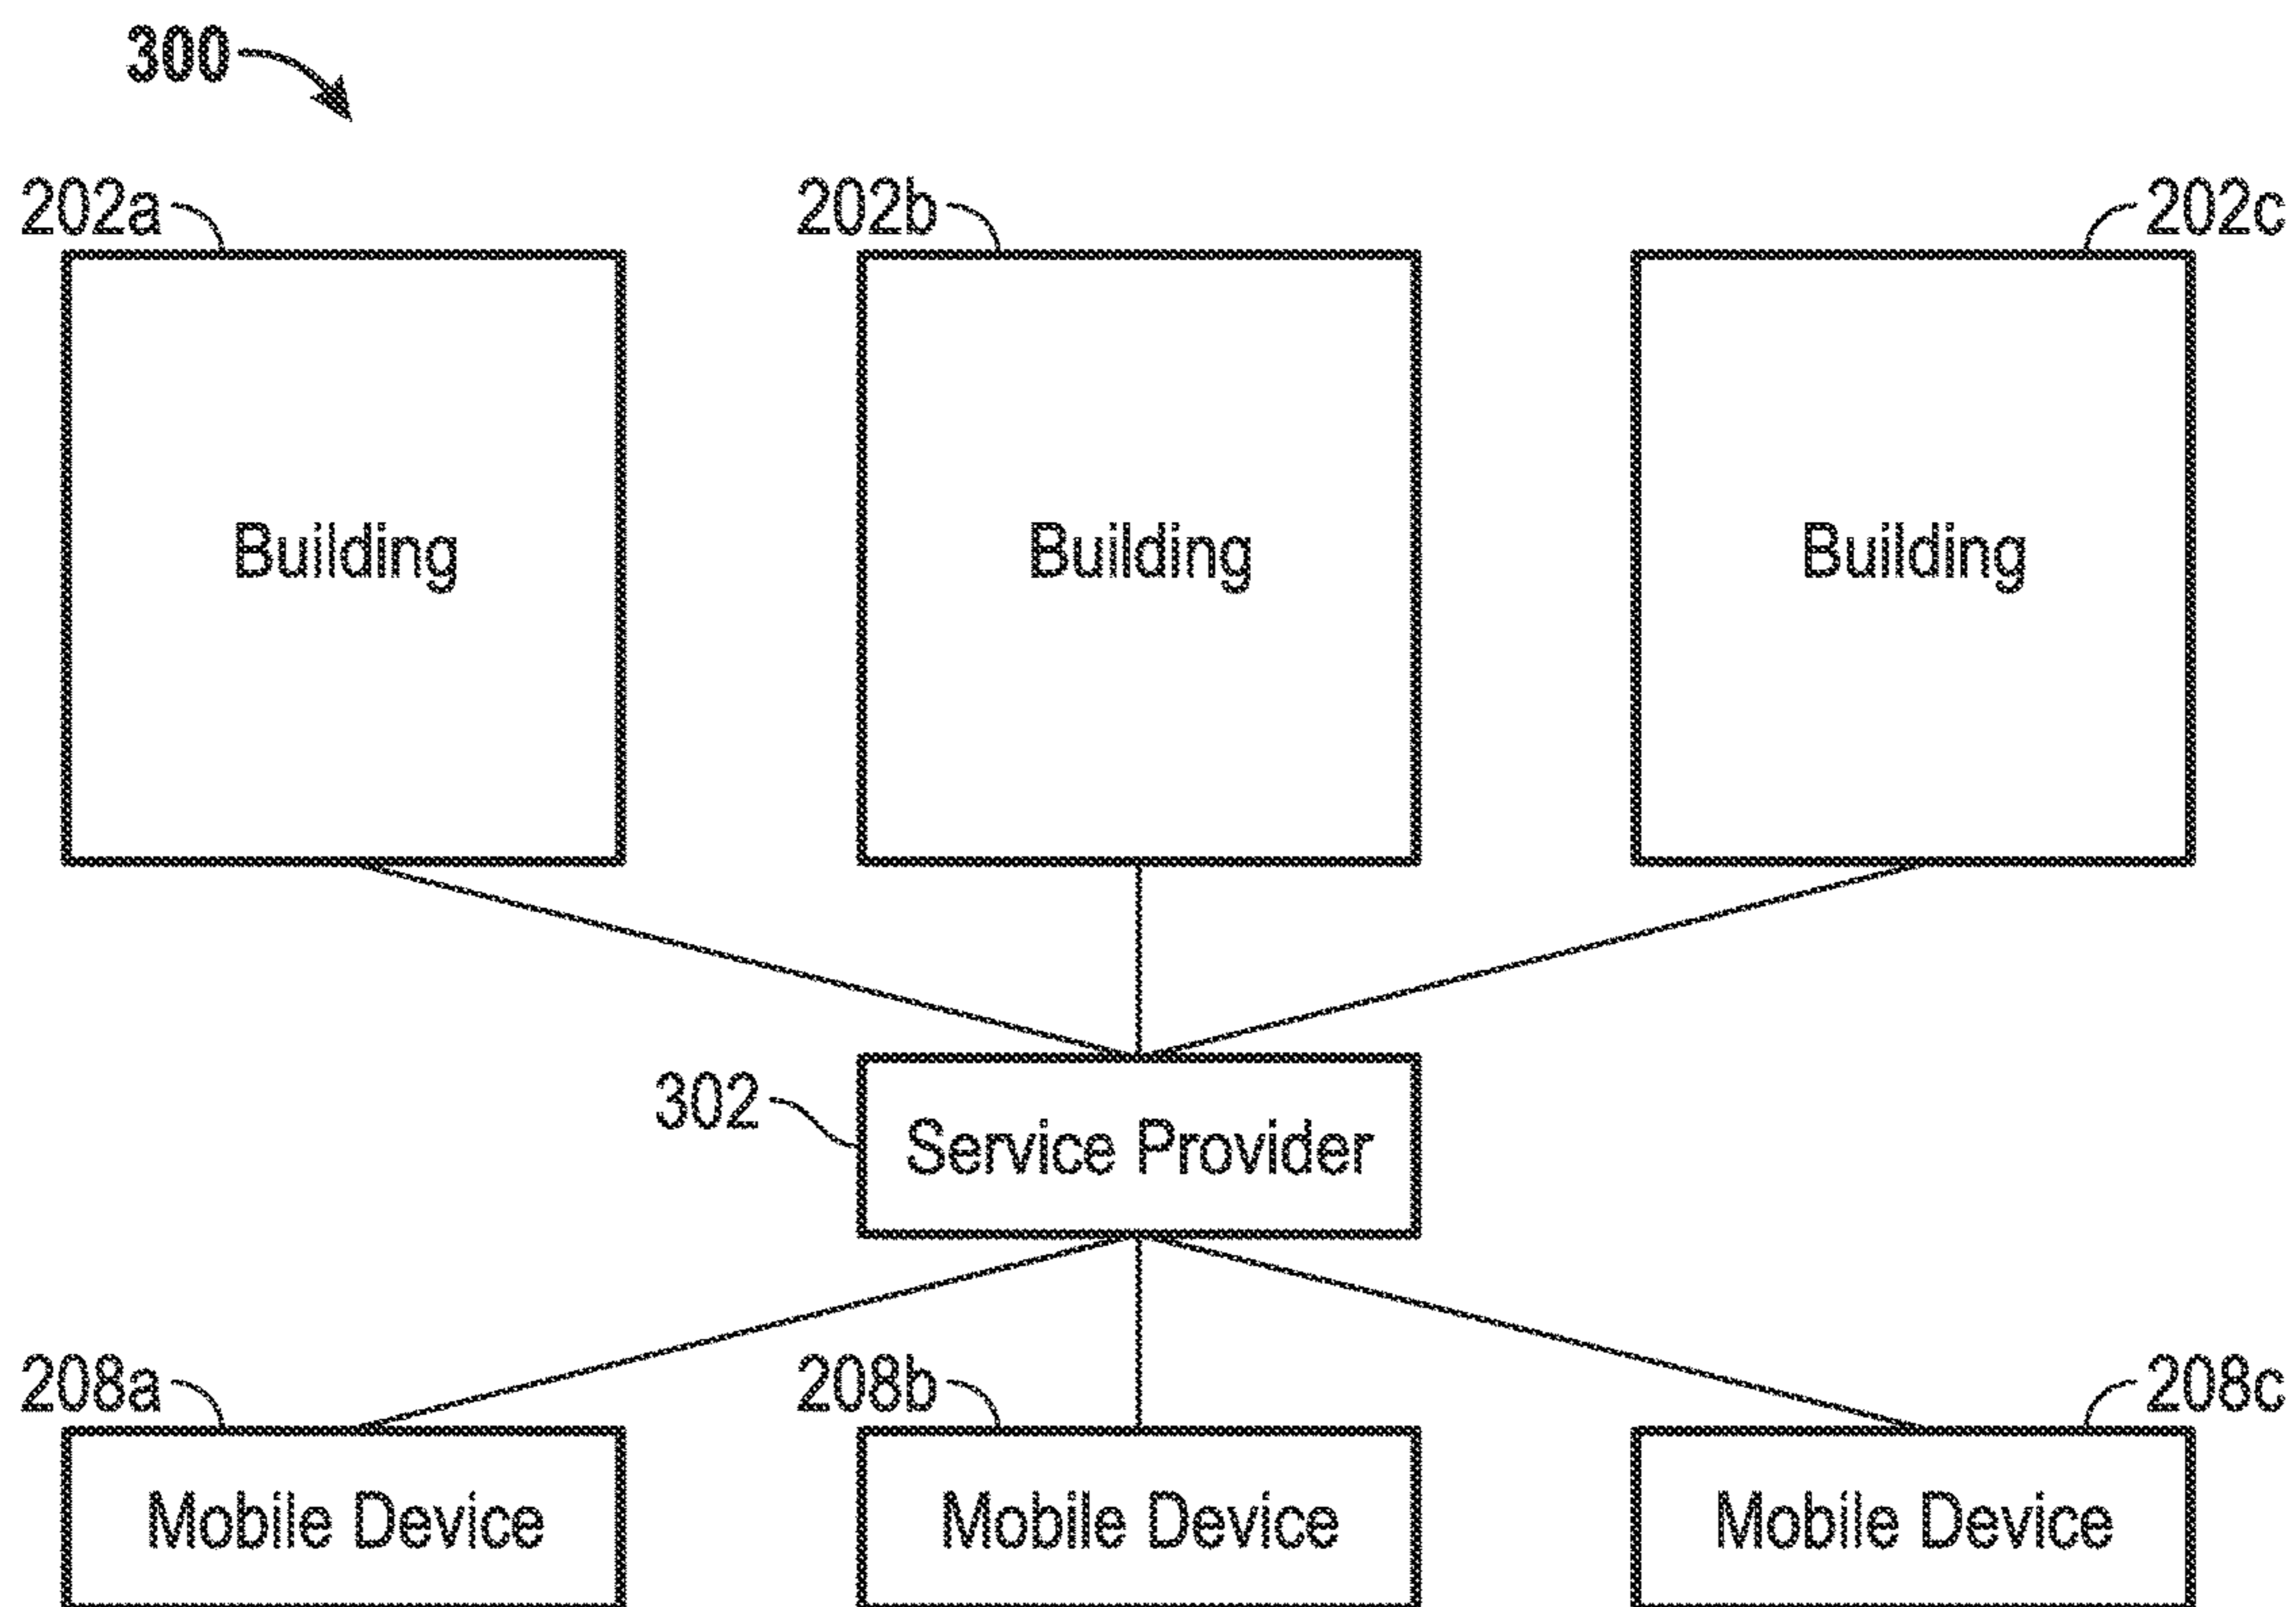 300
202a
202b
202c
Building
Building
Building
302
Service Provider
208a
208b
208c
Mobile Device
Mobile Device
Mobile Device